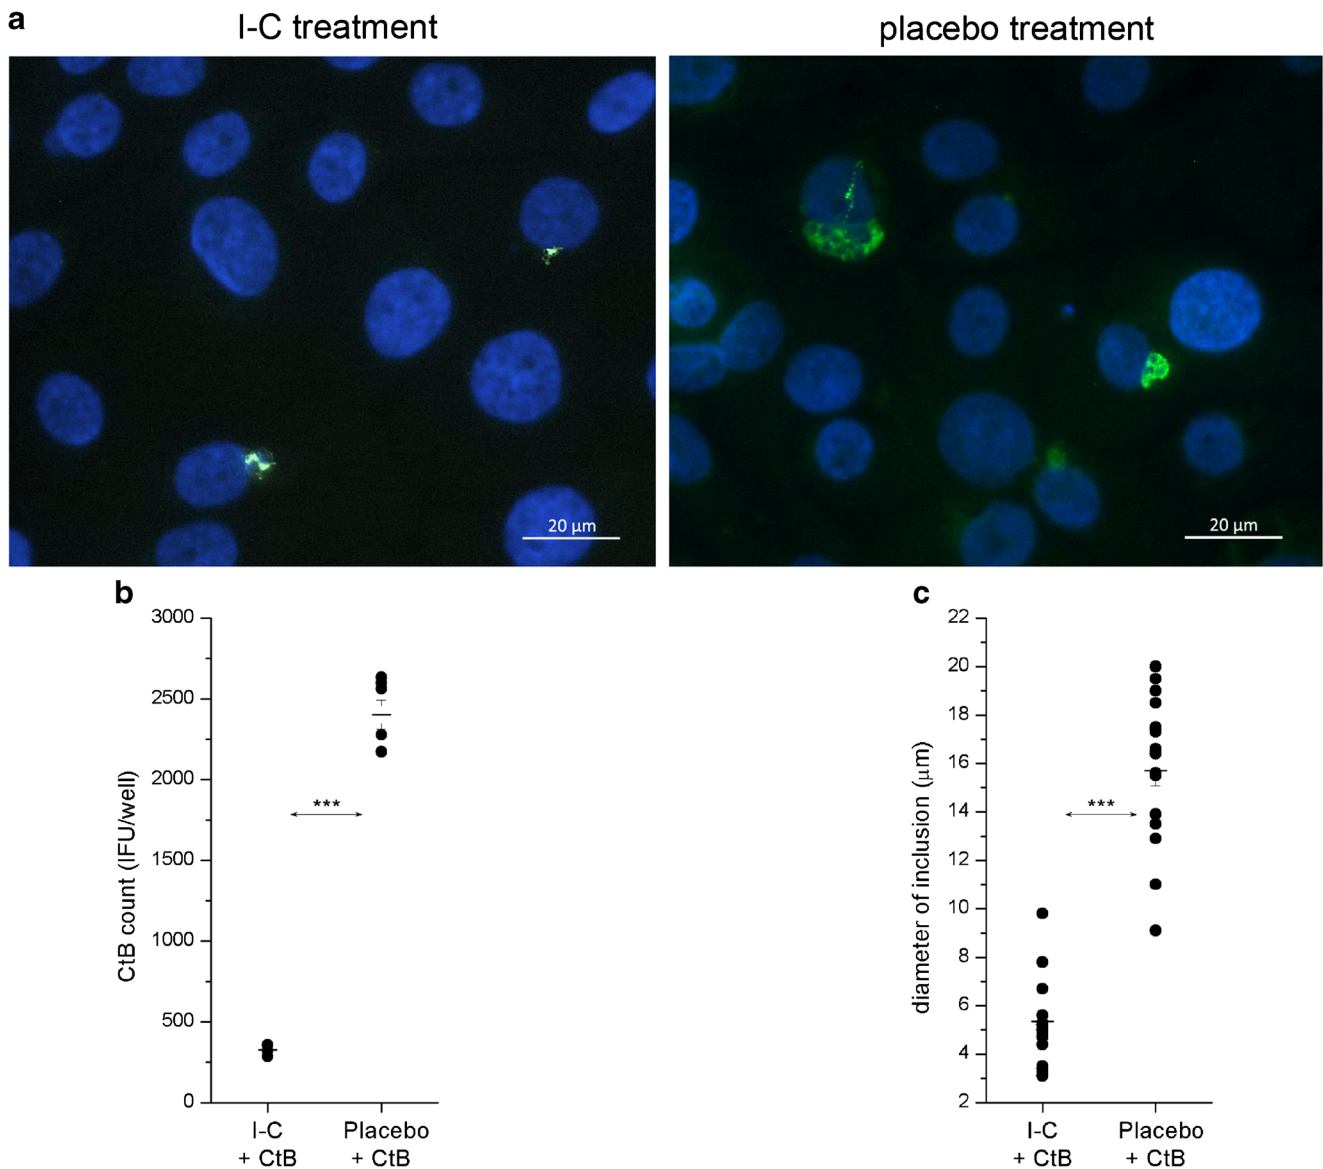 a
I-C treatment
placebo treatment
20 µm
20 µm
b
3000
2500
2000
1500
1000
500
0
CtB count (IFU/well)
***
I-C
+ CtB
Placebo
+ CtB
c
22
20
18
16
14
12
10
8
6
4
2
diameter of inclusion (µm)
***
I-C
+ CtB
Placebo
+ CtB